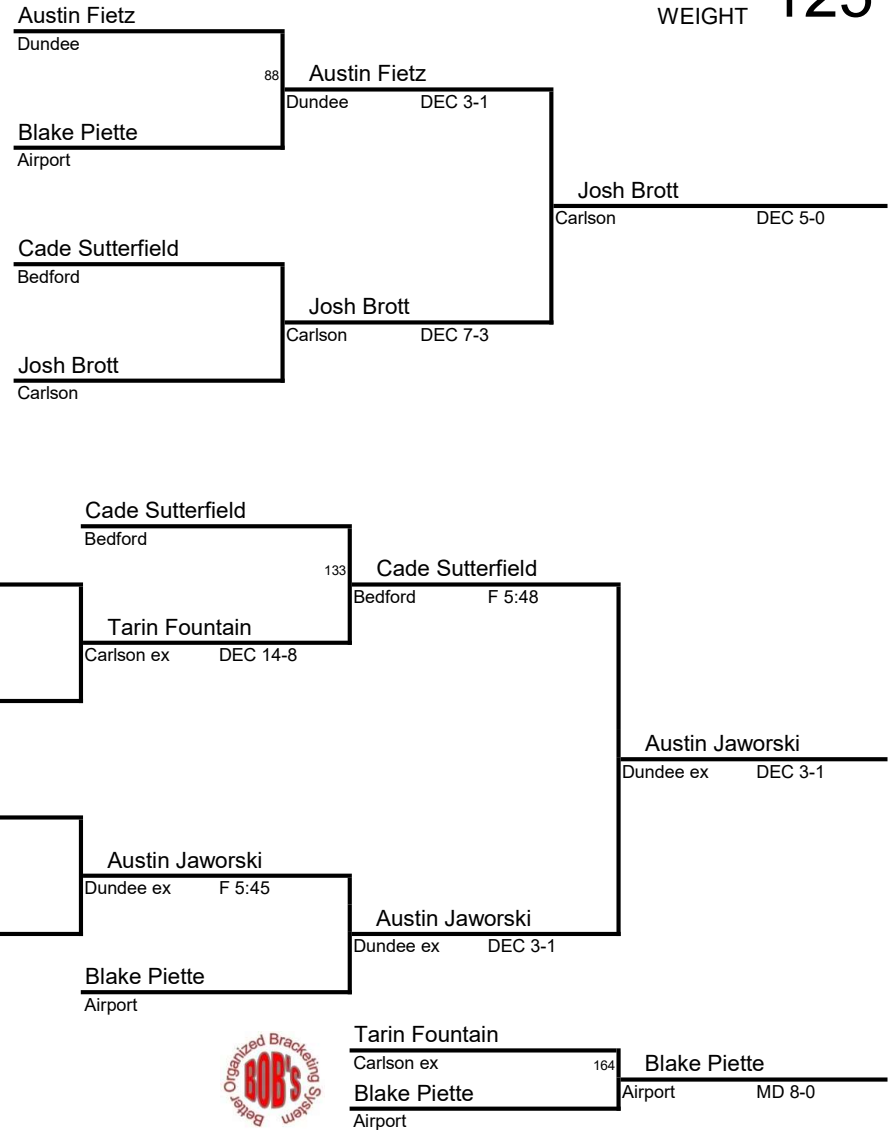 WEIGHT 125
Austin Fietz
Dundee
88 Austin Fietz
Dundee DEC 3-1
Blake Piette
Airport
Josh Brott
Carlson DEC 5-0
Cade Sutterfield
Bedford
Josh Brott
Carlson DEC 7-3
Josh Brott
Carlson
Cade Sutterfield
Bedford
133 Cade Sutterfield
Bedford F 5:48
Tarin Fountain
Carlson ex DEC 14-8
Austin Jaworski
Dundee ex DEC 3-1
Austin Jaworski
Dundee ex F 5:45
Austin Jaworski
Dundee ex DEC 3-1
Blake Piette
Airport
Better Organized Bracketing System
BOB'S
Tarin Fountain
Carlson ex
164 Blake Piette
Airport MD 8-0
Blake Piette
Airport